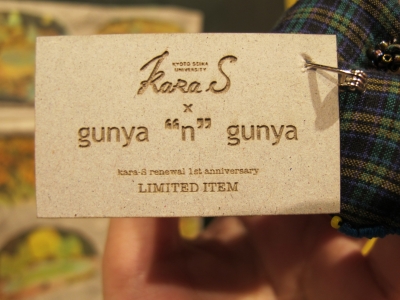 KYOTO SEIKA
UNIVERSITY
Kara S
x
gunya “n” gunya
kara-S renewal 1st anniversary
LIMITED ITEM